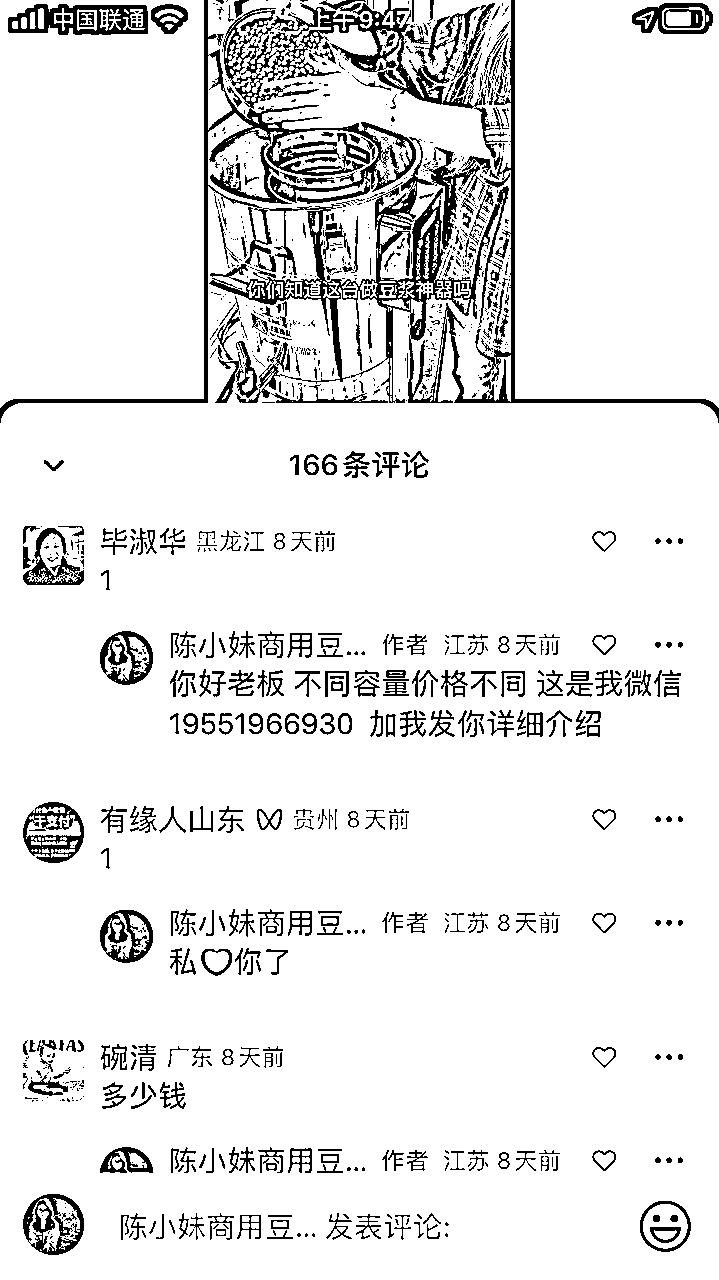 中国联通 上午9:47
你们知道这台做豆浆神器吗
166条评论
毕淑华 黑龙江 8天前
1
陈小妹商用豆... 作者 江苏 8天前
你好老板 不同容量价格不同 这是我微信
19551966930 加我发你详细介绍
有缘人山东 贵州 8天前
1
陈小妹商用豆... 作者 江苏 8天前
私♡你了
碗清 广东 8天前
多少钱
陈小妹商用豆... 作者 江苏 8天前
陈小妹商用豆... 发表评论: